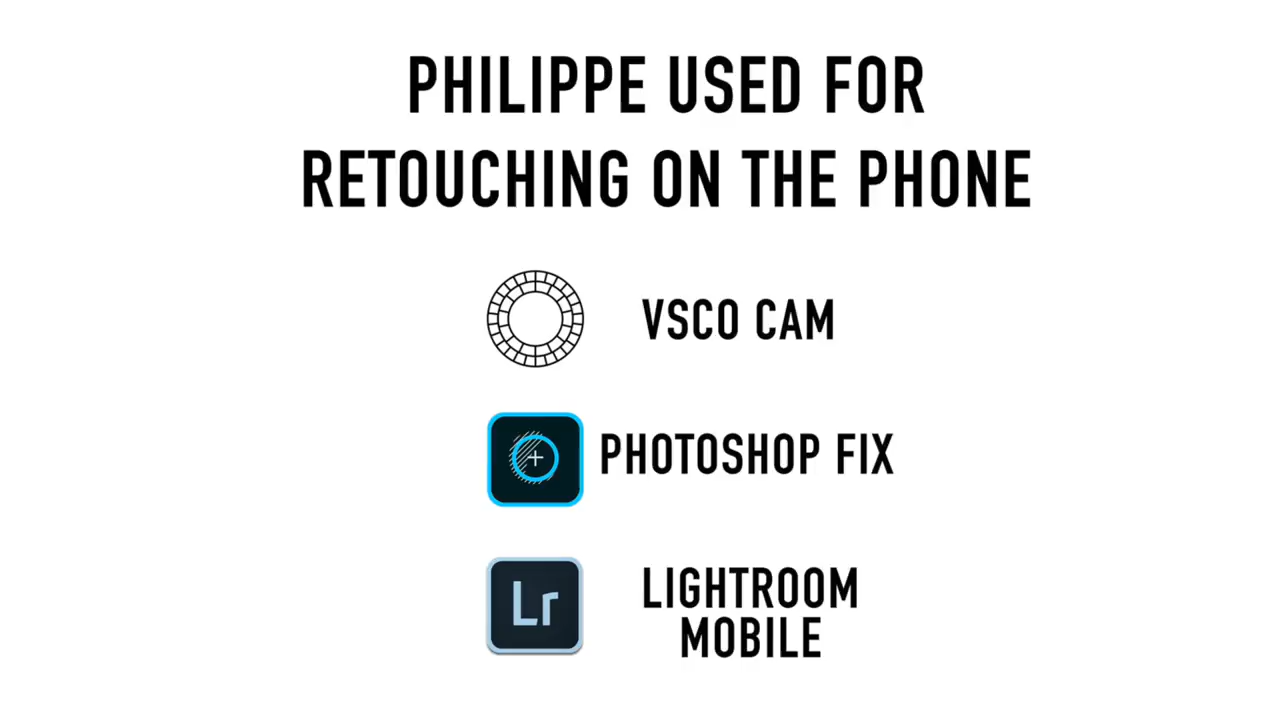 PHILIPPE USED FOR
RETOUCHING ON THE PHONE
VSCO CAM
PHOTOSHOP FIX
Lr
LIGHTROOM
MOBILE